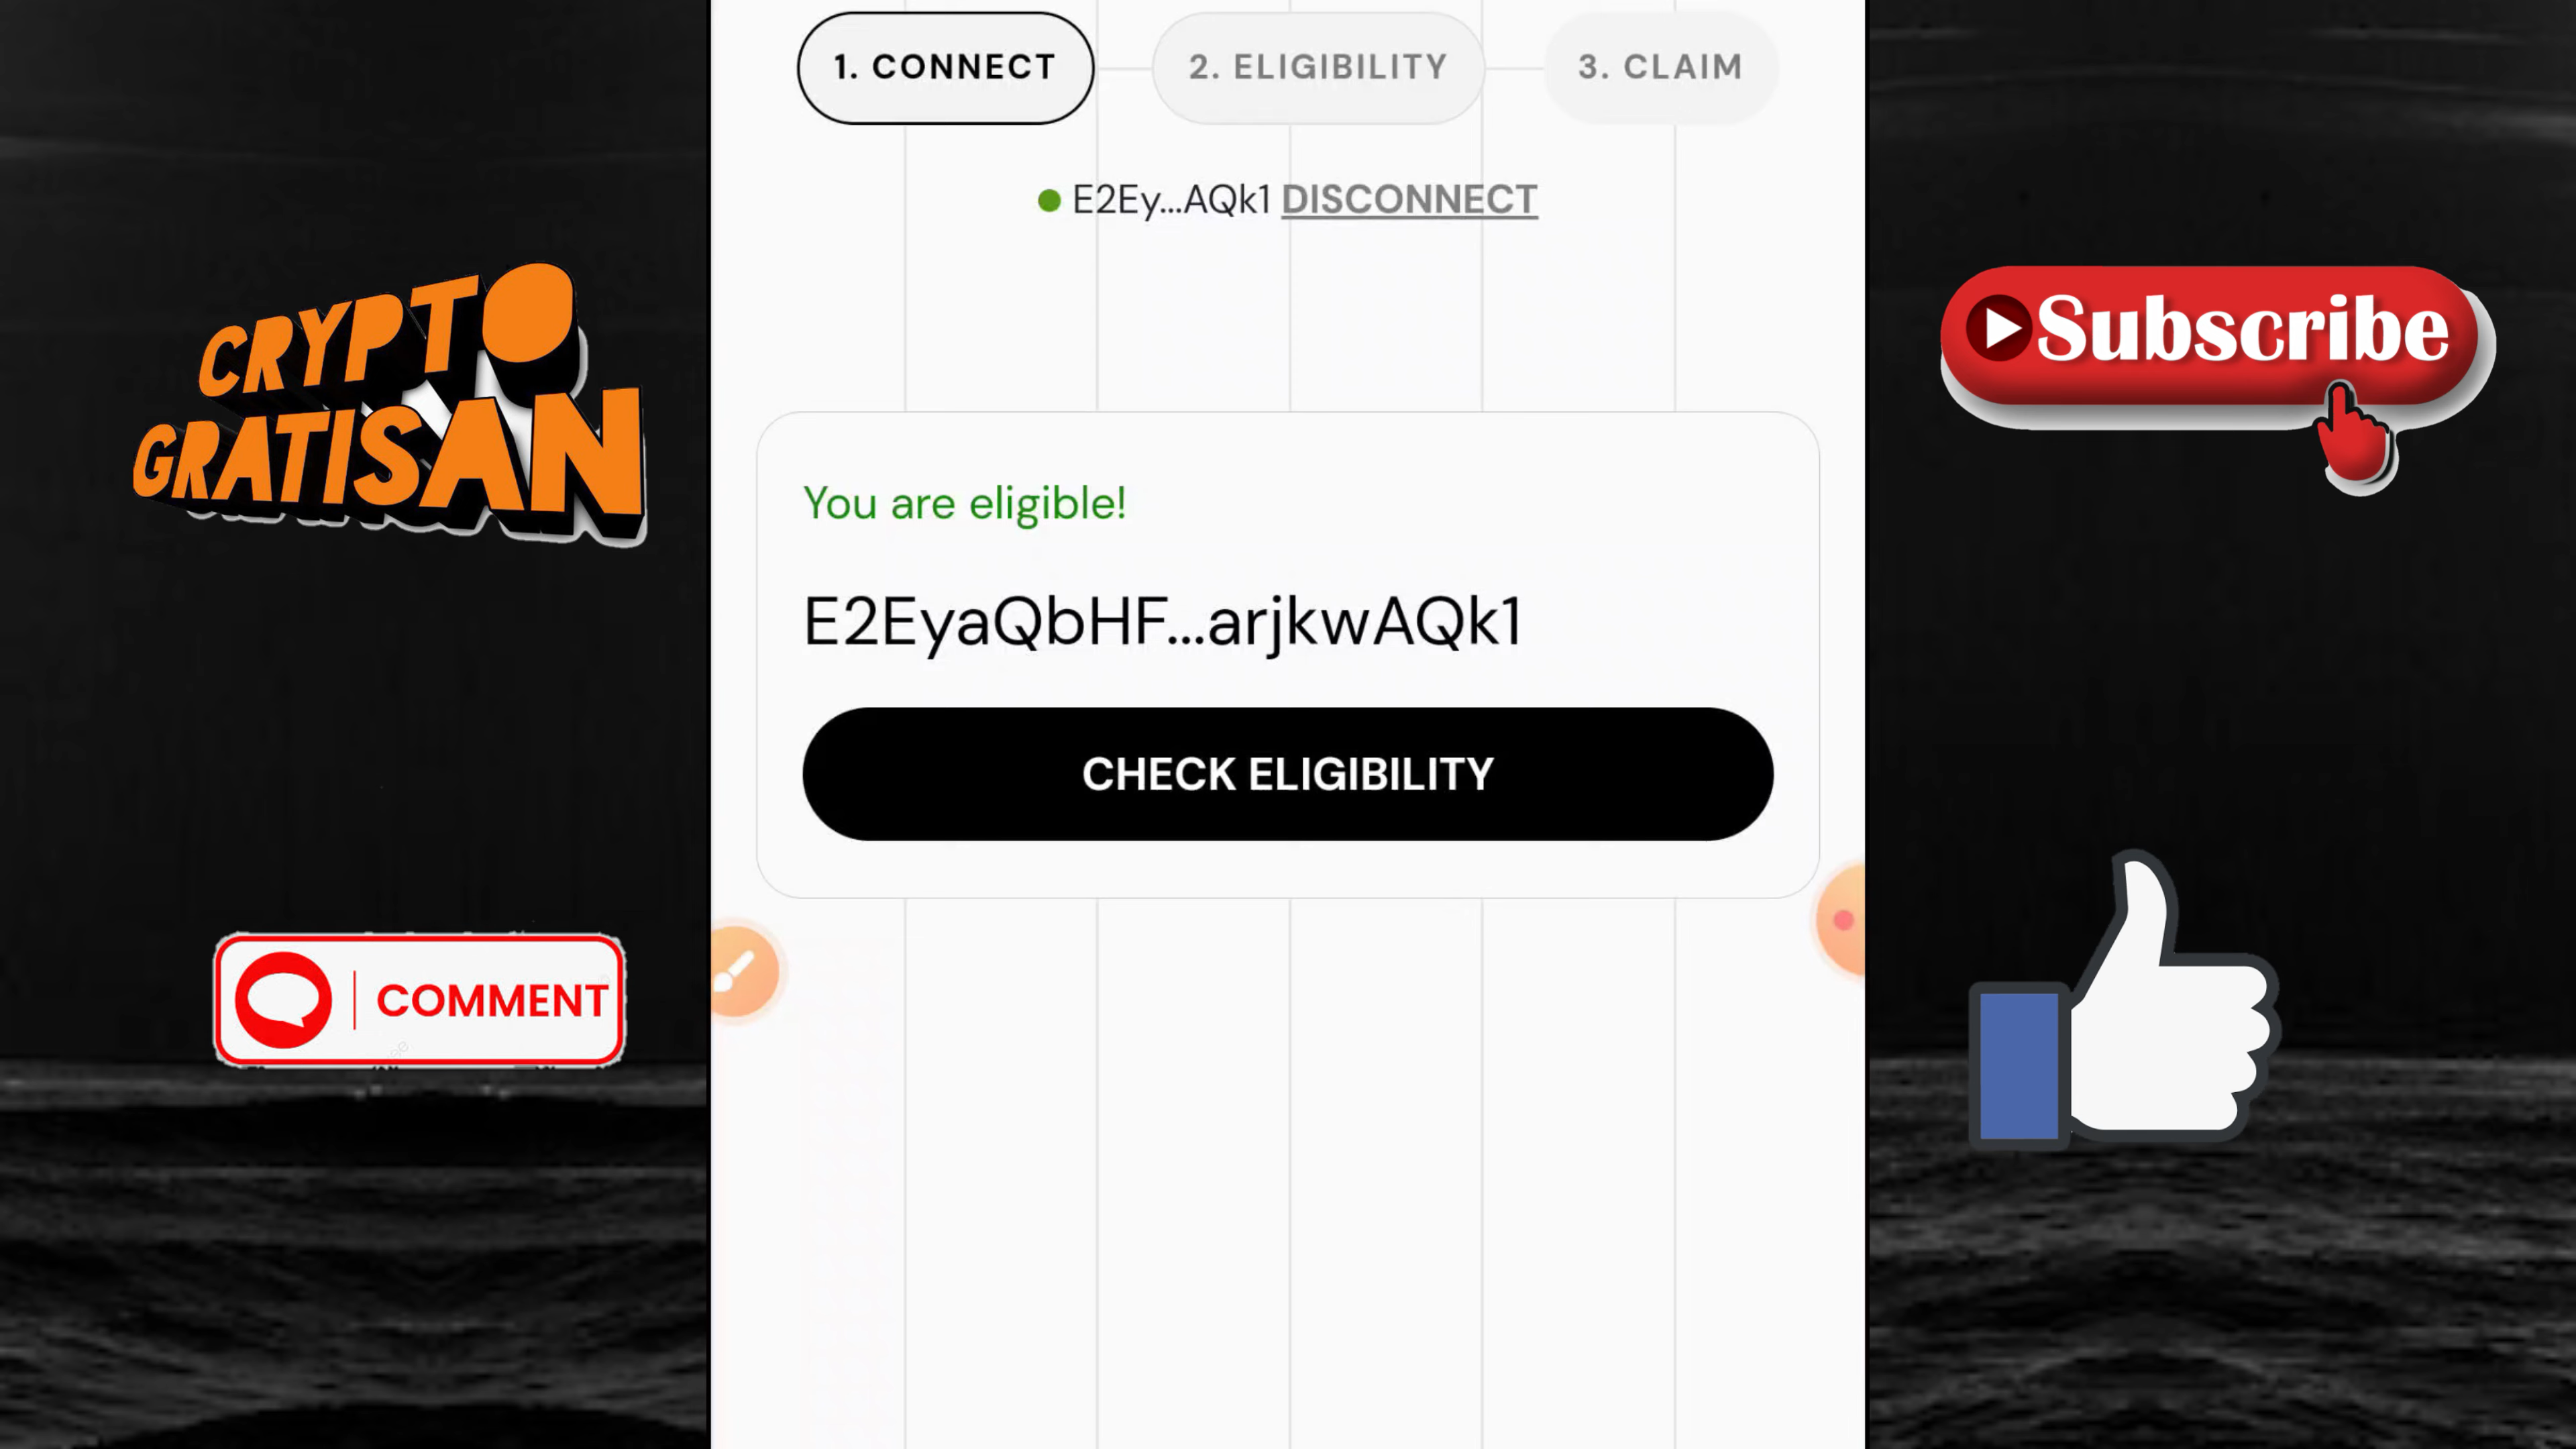 1. CONNECT
2. ELIGIBILITY
3. CLAIM
E2Ey...AQk1 DISCONNECT
CRYPTO
GRATISAN
Subscribe
You are eligible!
E2EyaQbHF...arjkwAQk1
CHECK ELIGIBILITY
COMMENT